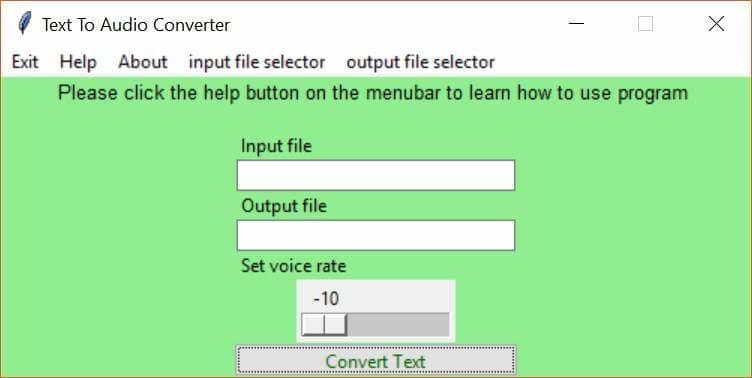 Text To Audio Converter
Exit Help About input file selector output file selector
Please click the help button on the menubar to learn how to use program
Input file
Output file
Set voice rate
-10
Convert Text